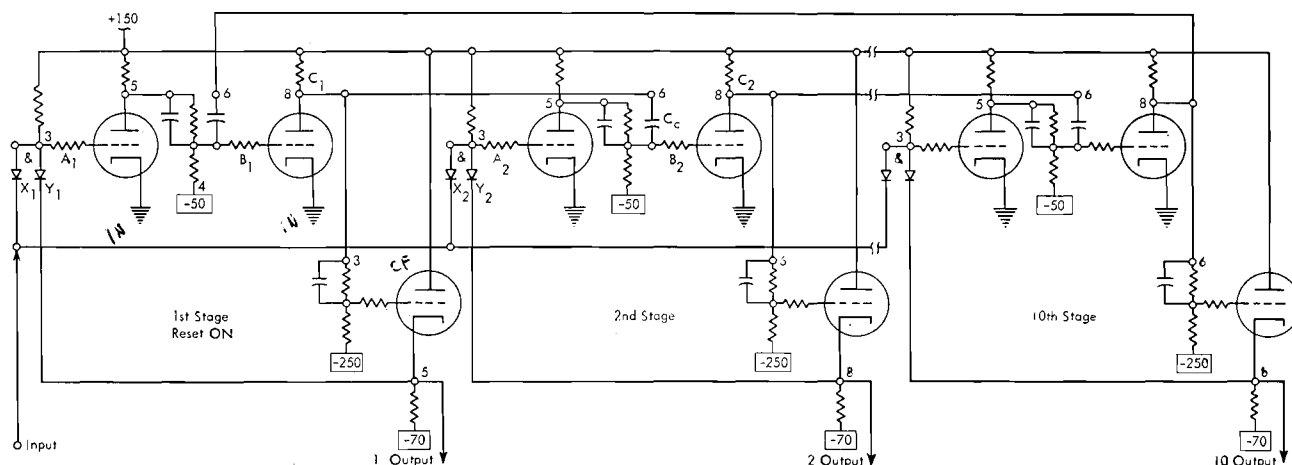 +150
5
C1
6
8
3
&
A1
X1
Y1
4
-50
B1
IN
IN
3
CF
1st Stage
Reset ON
-250
5
-70
Input
1 Output
C2
6
5
8
3
&
A2
Cc
B2
X2
Y2
-50
2nd Stage
-250
8
-70
2 Output
6
5
8
3
&
-50
6
10th Stage
-250
8
-70
10 Output